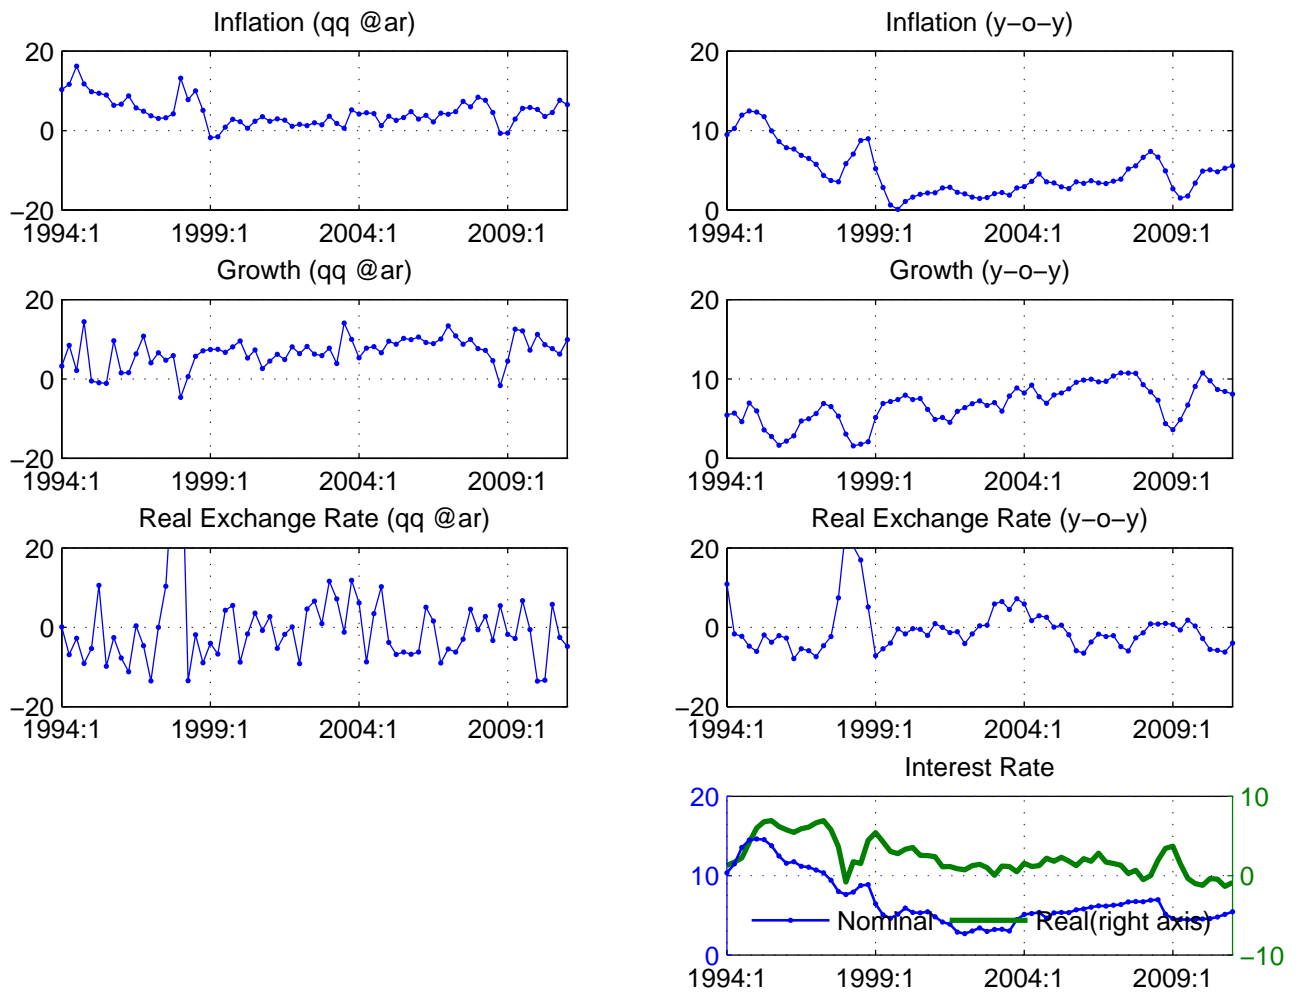 Inflation (qq @ar)
20
0
−20
1994:1 1999:1 2004:1 2009:1
Inflation (y−o−y)
20
10
0
1994:1 1999:1 2004:1 2009:1
Growth (qq @ar)
20
0
−20
1994:1 1999:1 2004:1 2009:1
Growth (y−o−y)
20
10
0
1994:1 1999:1 2004:1 2009:1
Real Exchange Rate (qq @ar)
20
0
−20
1994:1 1999:1 2004:1 2009:1
Real Exchange Rate (y−o−y)
20
0
−20
1994:1 1999:1 2004:1 2009:1
Interest Rate
20 10
10 0
Nominal Real(right axis)
0 −10
1994:1 1999:1 2004:1 2009:1